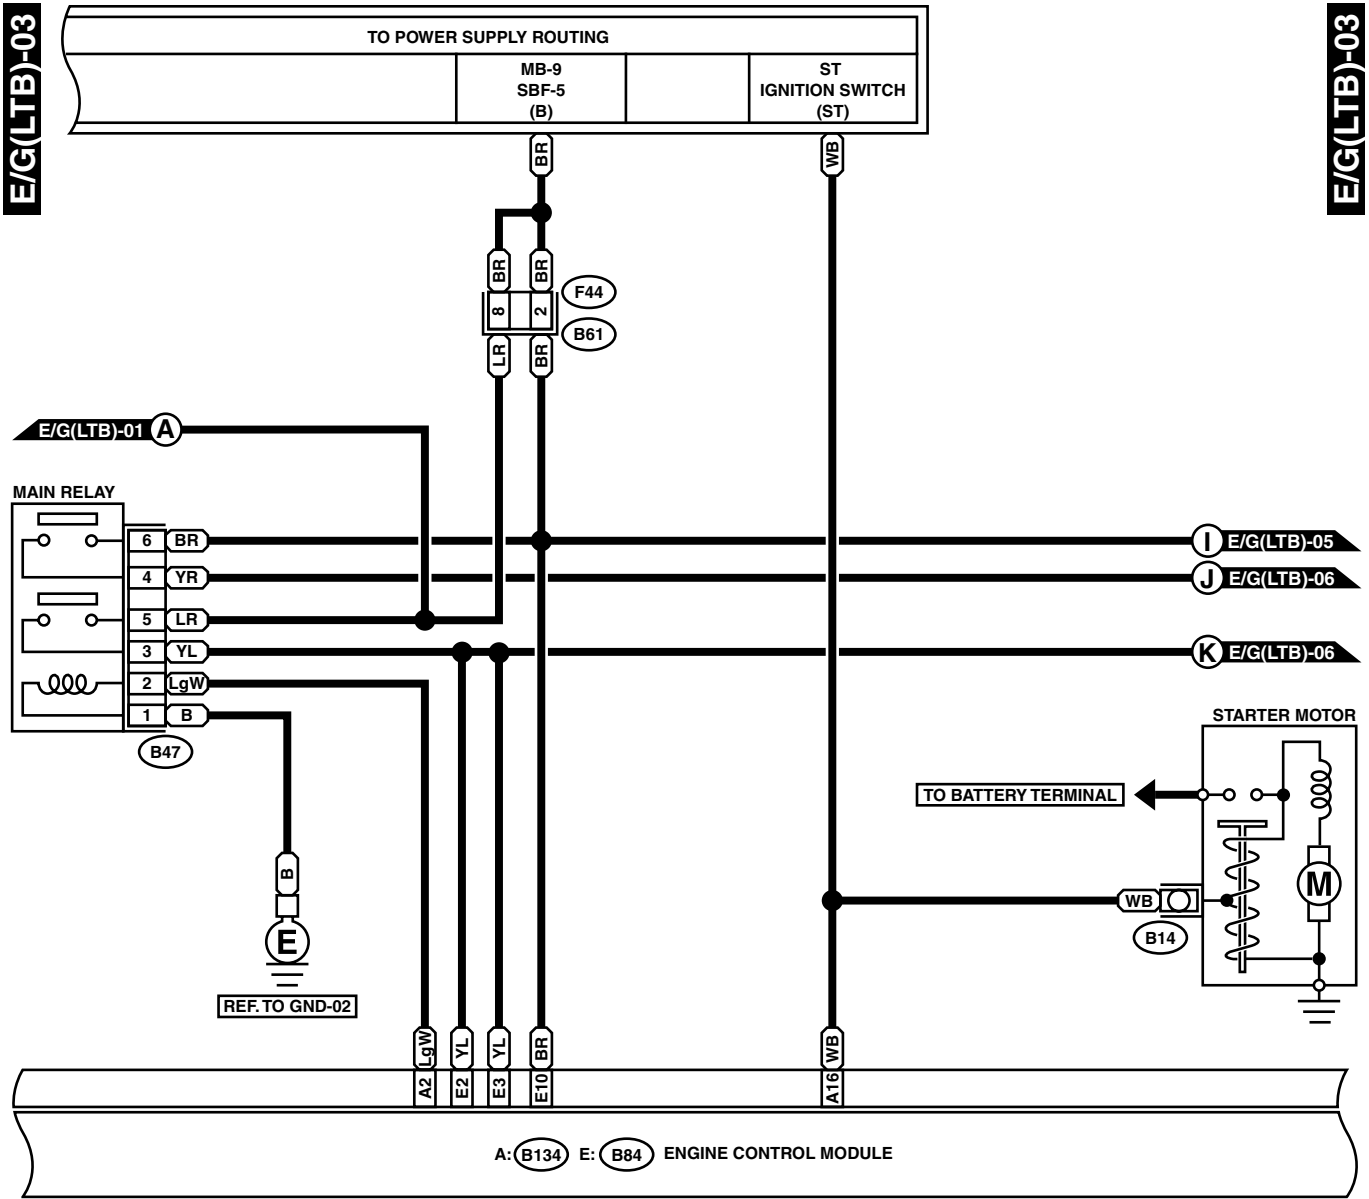 E/G(LTB)-03
E/G(LTB)-03
TO POWER SUPPLY ROUTING
MB-9
SBF-5
(B)
ST
IGNITION SWITCH
(ST)
BR
WB
BR
BR
8
2
F44
B61
LR
BR
E/G(LTB)-01
A
MAIN RELAY
6
BR
I
E/G(LTB)-05
4
YR
J
E/G(LTB)-06
5
LR
3
YL
K
E/G(LTB)-06
2
LgW
1
B
B47
STARTER MOTOR
TO BATTERY TERMINAL
M
B
WB
B14
E
REF. TO GND-02
LgW
YL
YL
BR
WB
A2
E2
E3
E10
A16
A: B134 E: B84 ENGINE CONTROL MODULE